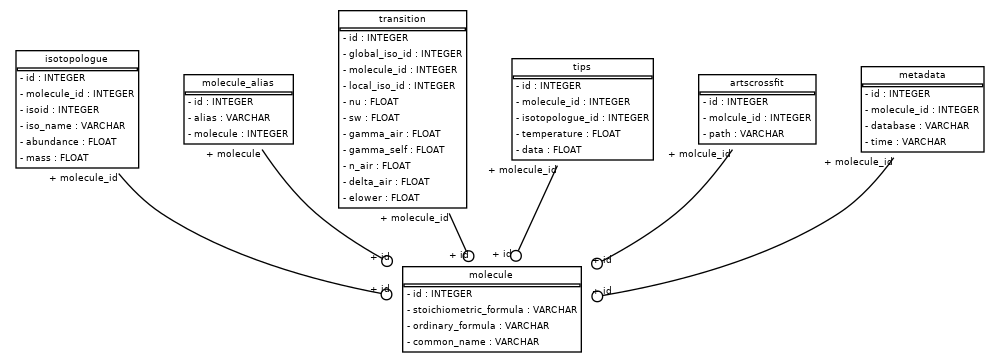 isotopologue
- id : INTEGER
- molecule_id : INTEGER
- isoid : INTEGER
- iso_name : VARCHAR
- abundance : FLOAT
- mass : FLOAT
+ molecule_id
molecule_alias
- id : INTEGER
- alias : VARCHAR
- molecule : INTEGER
+ molecule
transition
- id : INTEGER
- global_iso_id : INTEGER
- molecule_id : INTEGER
- local_iso_id : INTEGER
- nu : FLOAT
- sw : FLOAT
- gamma_air : FLOAT
- gamma_self : FLOAT
- n_air : FLOAT
- delta_air : FLOAT
- elower : FLOAT
+ molecule_id
tips
- id : INTEGER
- molecule_id : INTEGER
- isotopologue_id : INTEGER
- temperature : FLOAT
- data : FLOAT
+ molecule_id
artscrossfit
- id : INTEGER
- molcule_id : INTEGER
- path : VARCHAR
+ molcule_id
metadata
- id : INTEGER
- molecule_id : INTEGER
- database : VARCHAR
- time : VARCHAR
+ molecule_id
+ id
+ id
+ id
+ id
+ id
+ id
molecule
- id : INTEGER
- stoichiometric_formula : VARCHAR
- ordinary_formula : VARCHAR
- common_name : VARCHAR